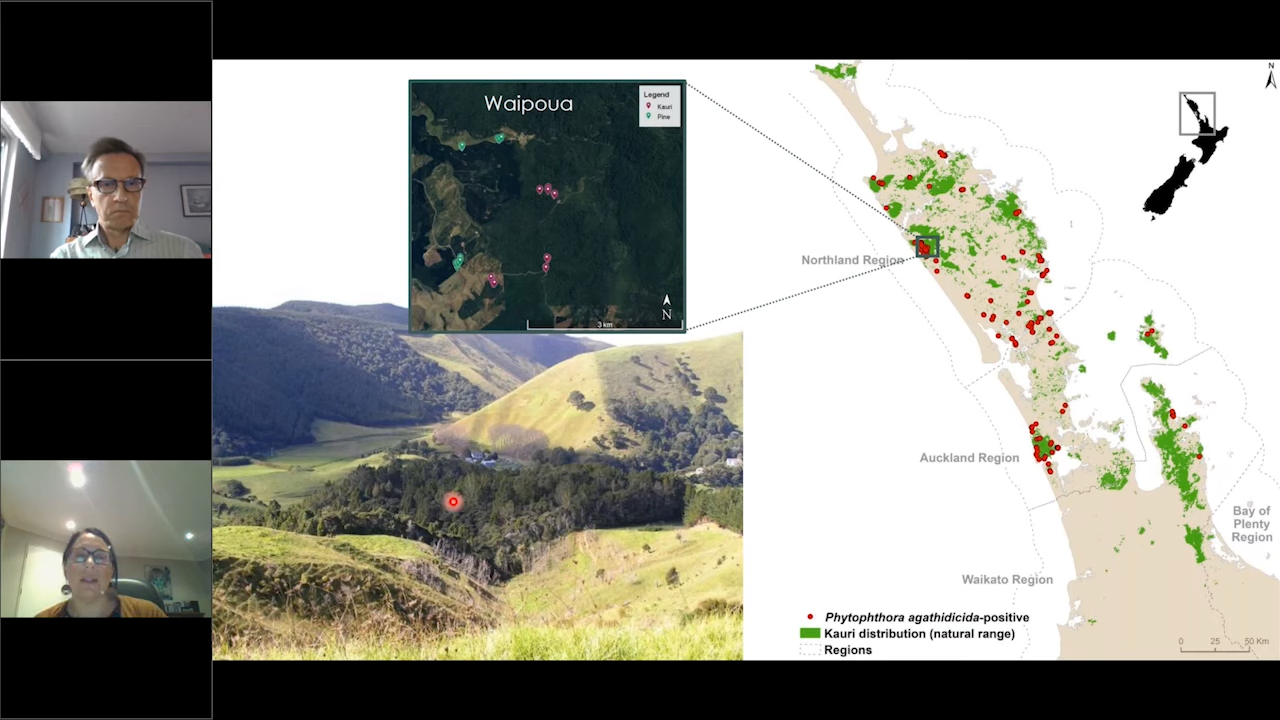 Waipoua
Legend
Kauri
Pine
N
3 km
N
Northland Region
Auckland Region
Waikato Region
Bay of
Plenty
Region
Phytophthora agathidicida-positive
Kauri distribution (natural range)
Regions
0 25 50 Km